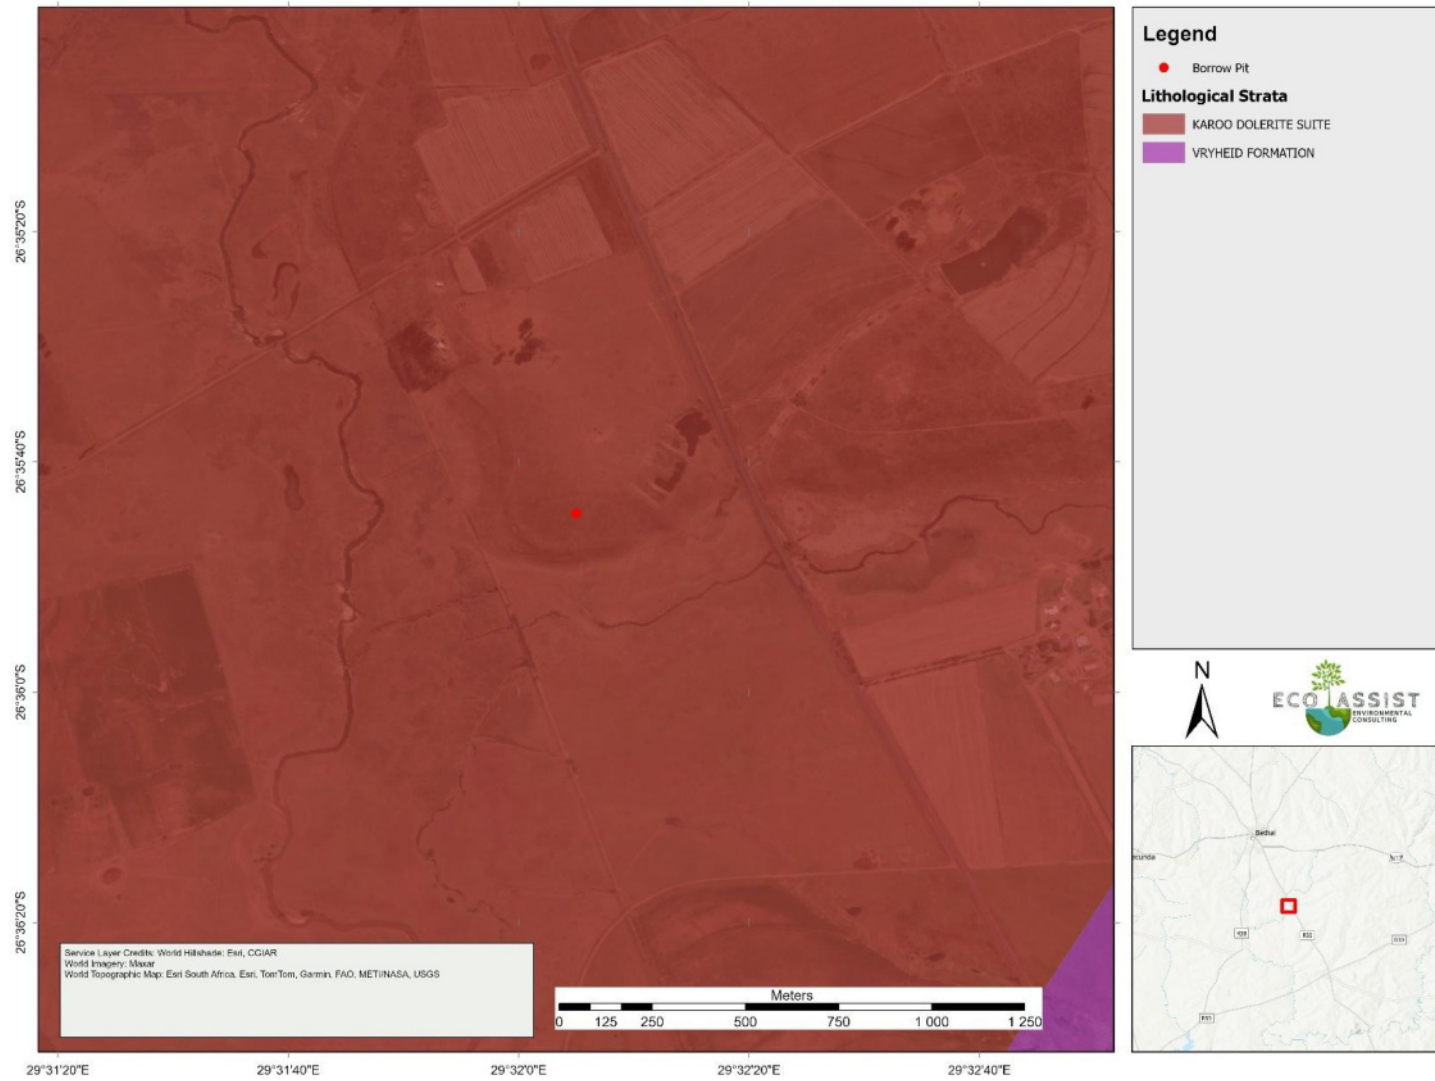 Legend
Borrow Pit
Lithological Strata
KAROO DOLERITE SUITE
VRYHEID FORMATION
26°35'20"S
26°35'40"S
26°36'0"S
26°36'20"S
N
ECO ASSIST
ENVIRONMENTAL
CONSULTING
Bethal
ecunda
N17
R35
Service Layer Credits: World Hillshade: Esri, CGIAR
World Imagery: Maxar
World Topographic Map: Esri South Africa, Esri, TomTom, Garmin, FAO, METI/NASA, USGS
Meters
0 125 250 500 750 1 000 1 250
29°31'20"E 29°31'40"E 29°32'0"E 29°32'20"E 29°32'40"E